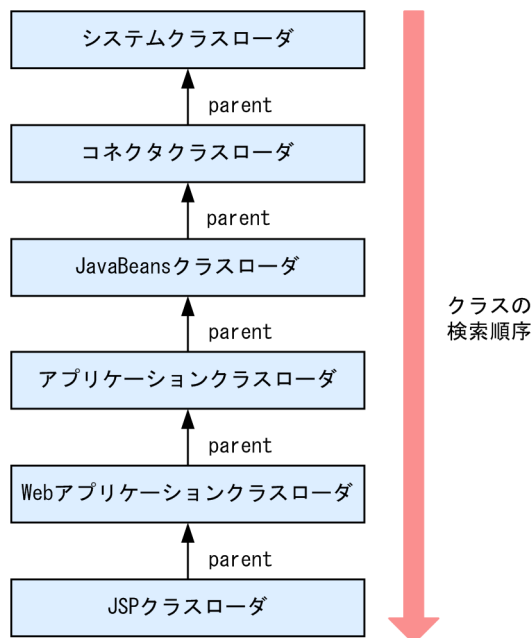 システムクラスローダ
parent
コネクタクラスローダ
parent
JavaBeansクラスローダ
parent
アプリケーションクラスローダ
parent
Webアプリケーションクラスローダ
parent
JSPクラスローダ
クラスの
検索順序